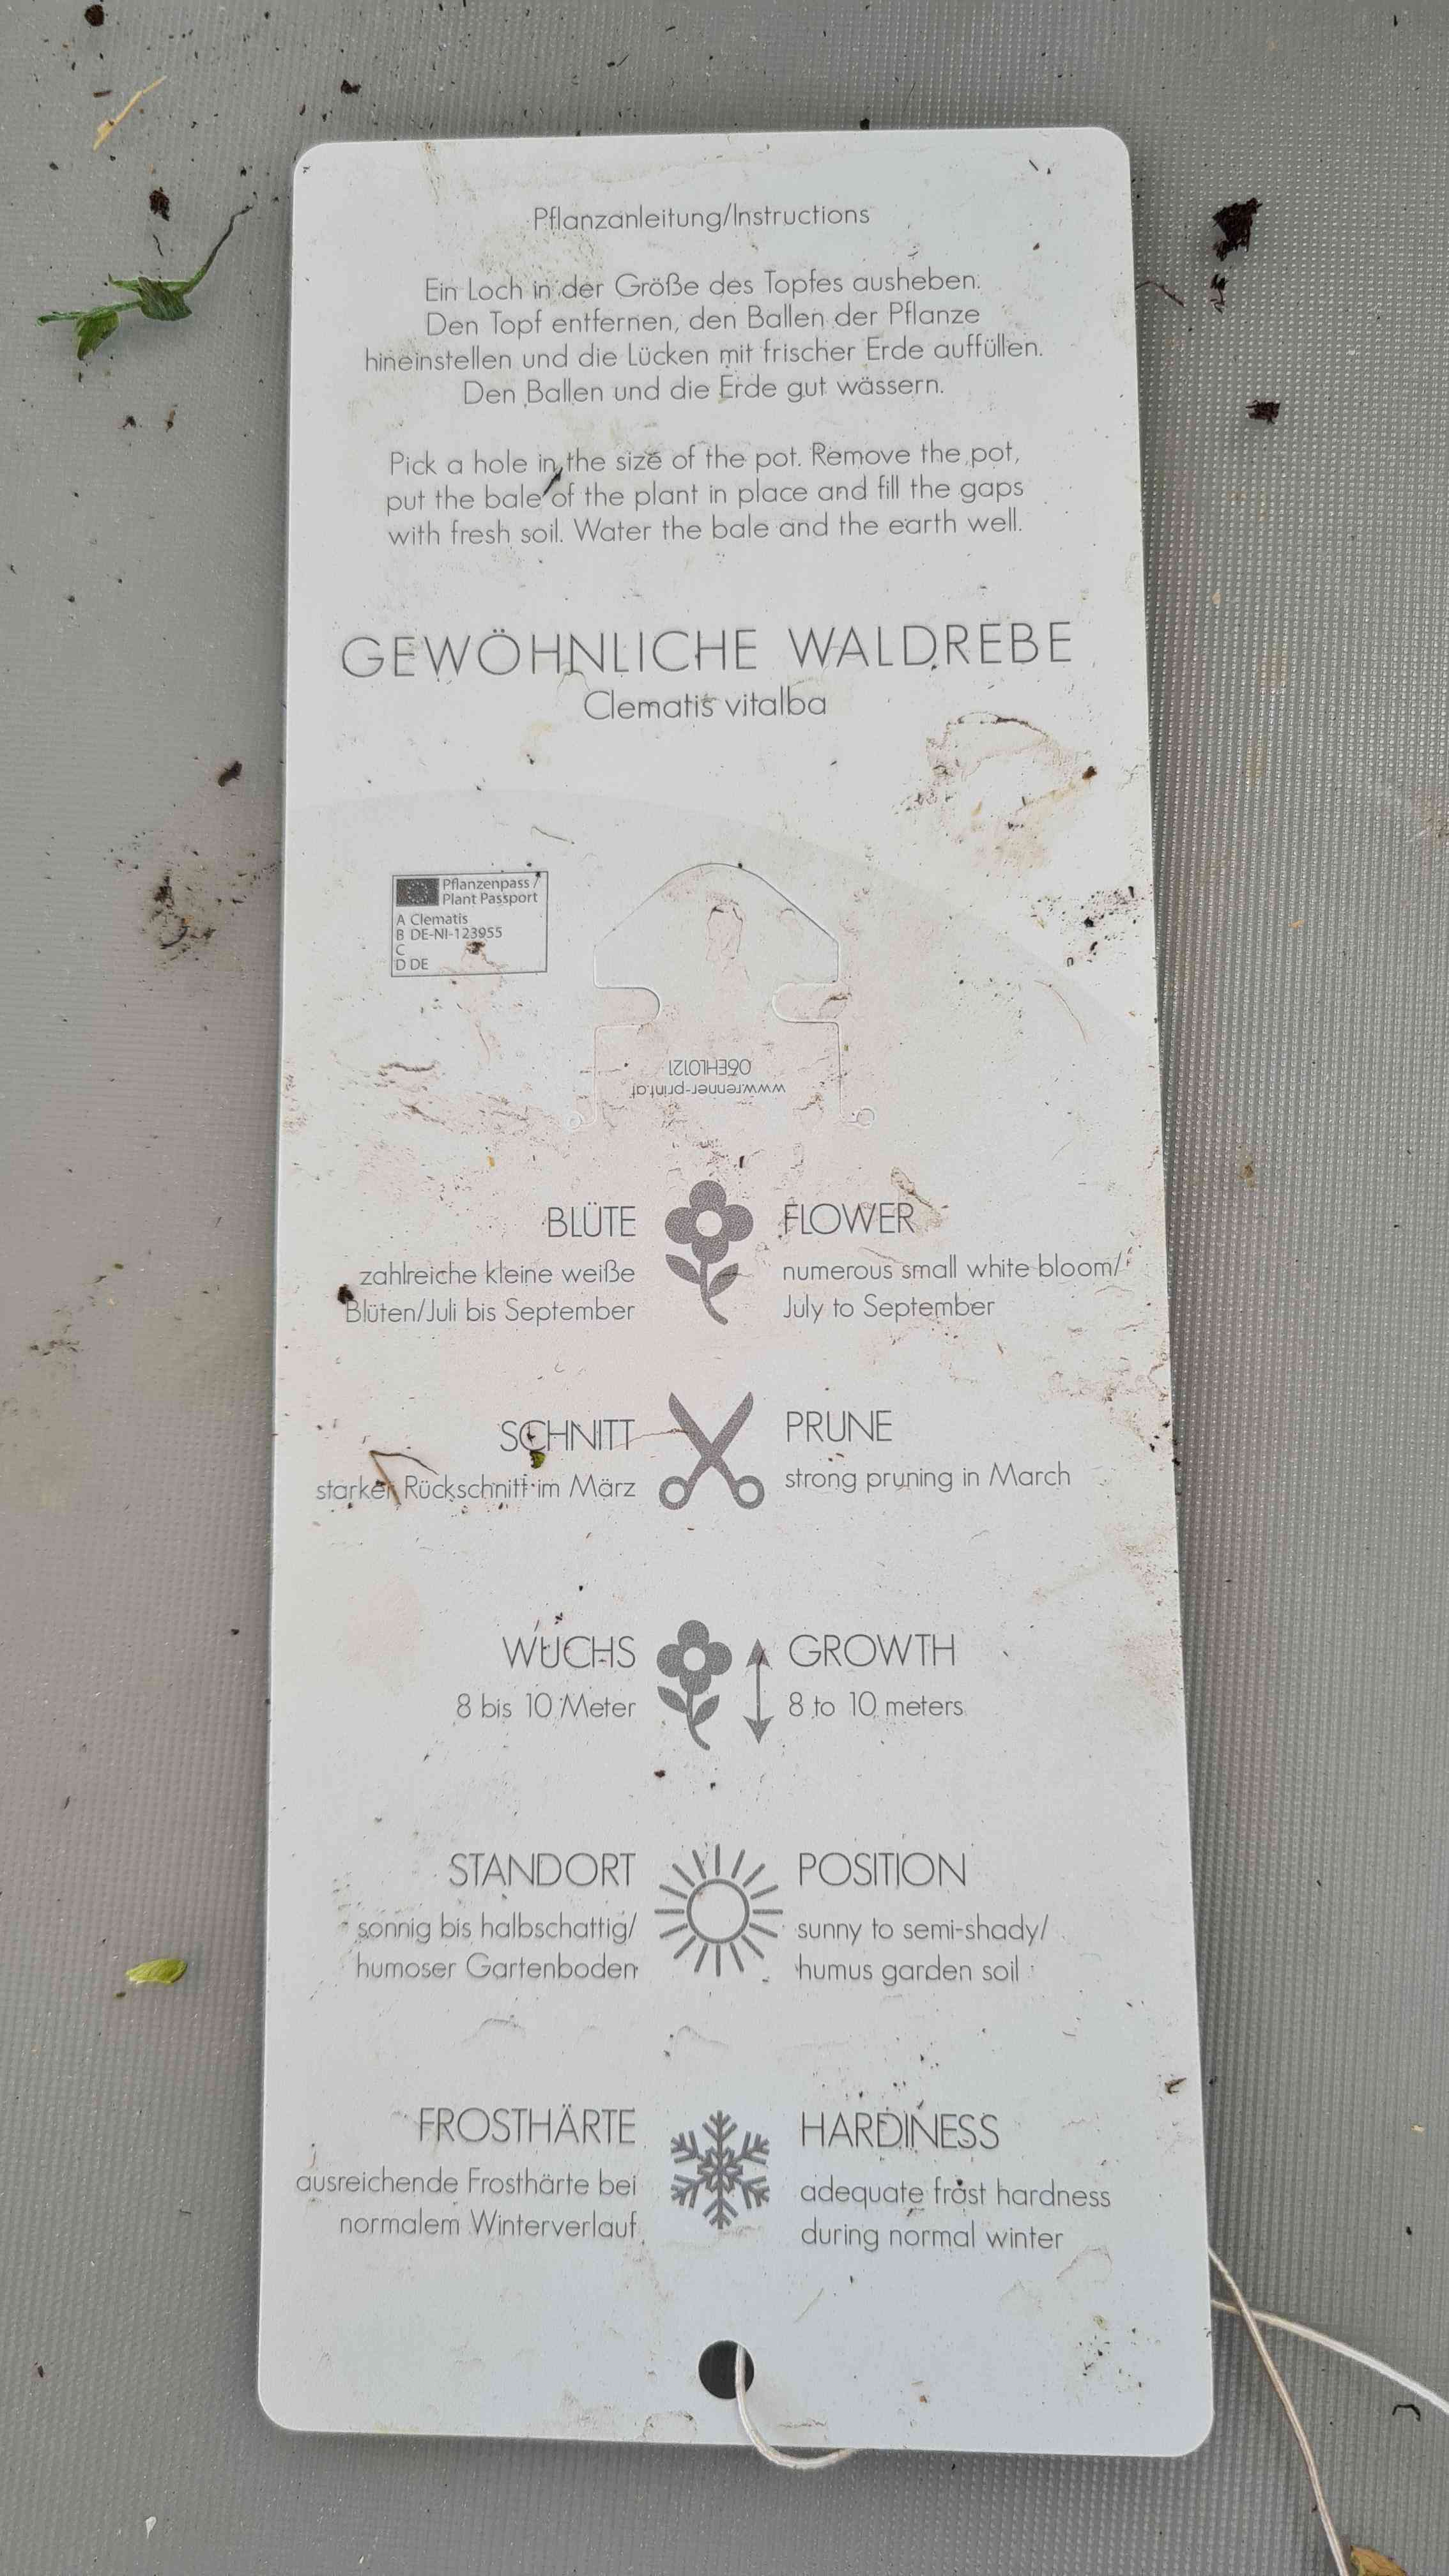 Pflanzanleitung/Instructions
Ein Loch in der Größe des Topfes ausheben.
Den Topf entfernen, den Ballen der Pflanze
hineinstellen und die Lücken mit frischer Erde auffüllen.
Den Ballen und die Erde gut wässern.
Pick a hole in the size of the pot. Remove the pot,
put the bale of the plant in place and fill the gaps
with fresh soil. Water the bale and the earth well.
GEWÖHNLICHE WALDREBE
Clematis vitalba
Pflanzenpass /
Plant Passport
A Clematis
B DE-NI-123955
C
D DE
www.renner-print.at
06EHL0121
BLÜTE
zahlreiche kleine weiße
Blüten/Juli bis September
FLOWER
numerous small white bloom/
July to September
SCHNITT
starker Rückschnitt im März
PRUNE
strong pruning in March
WUCHS
8 bis 10 Meter
GROWTH
8 to 10 meters
STANDORT
sonnig bis halbschattig/
humoser Gartenboden
POSITION
sunny to semi-shady/
humus garden soil
FROSTHÄRTE
ausreichende Frosthärte bei
normalem Winterverlauf
HARDINESS
adequate frost hardness
during normal winter